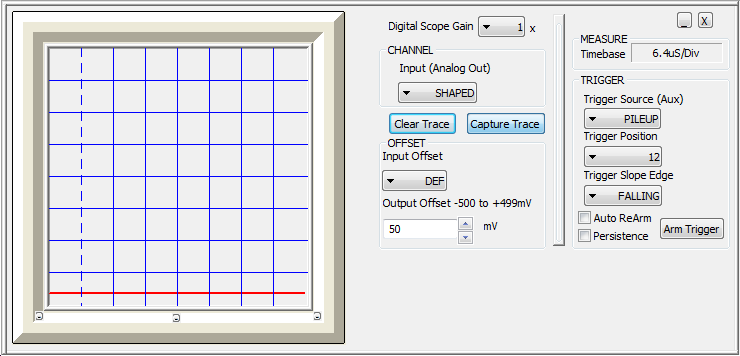 Digital Scope Gain 1 x
CHANNEL
Input (Analog Out)
SHAPED
Clear Trace Capture Trace
OFFSET
Input Offset
DEF
Output Offset -500 to +499mV
50 mV
_ X
MEASURE
Timebase 6.4uS/Div
TRIGGER
Trigger Source (Aux)
PILEUP
Trigger Position
12
Trigger Slope Edge
FALLING
Auto ReArm
Persistence
Arm Trigger